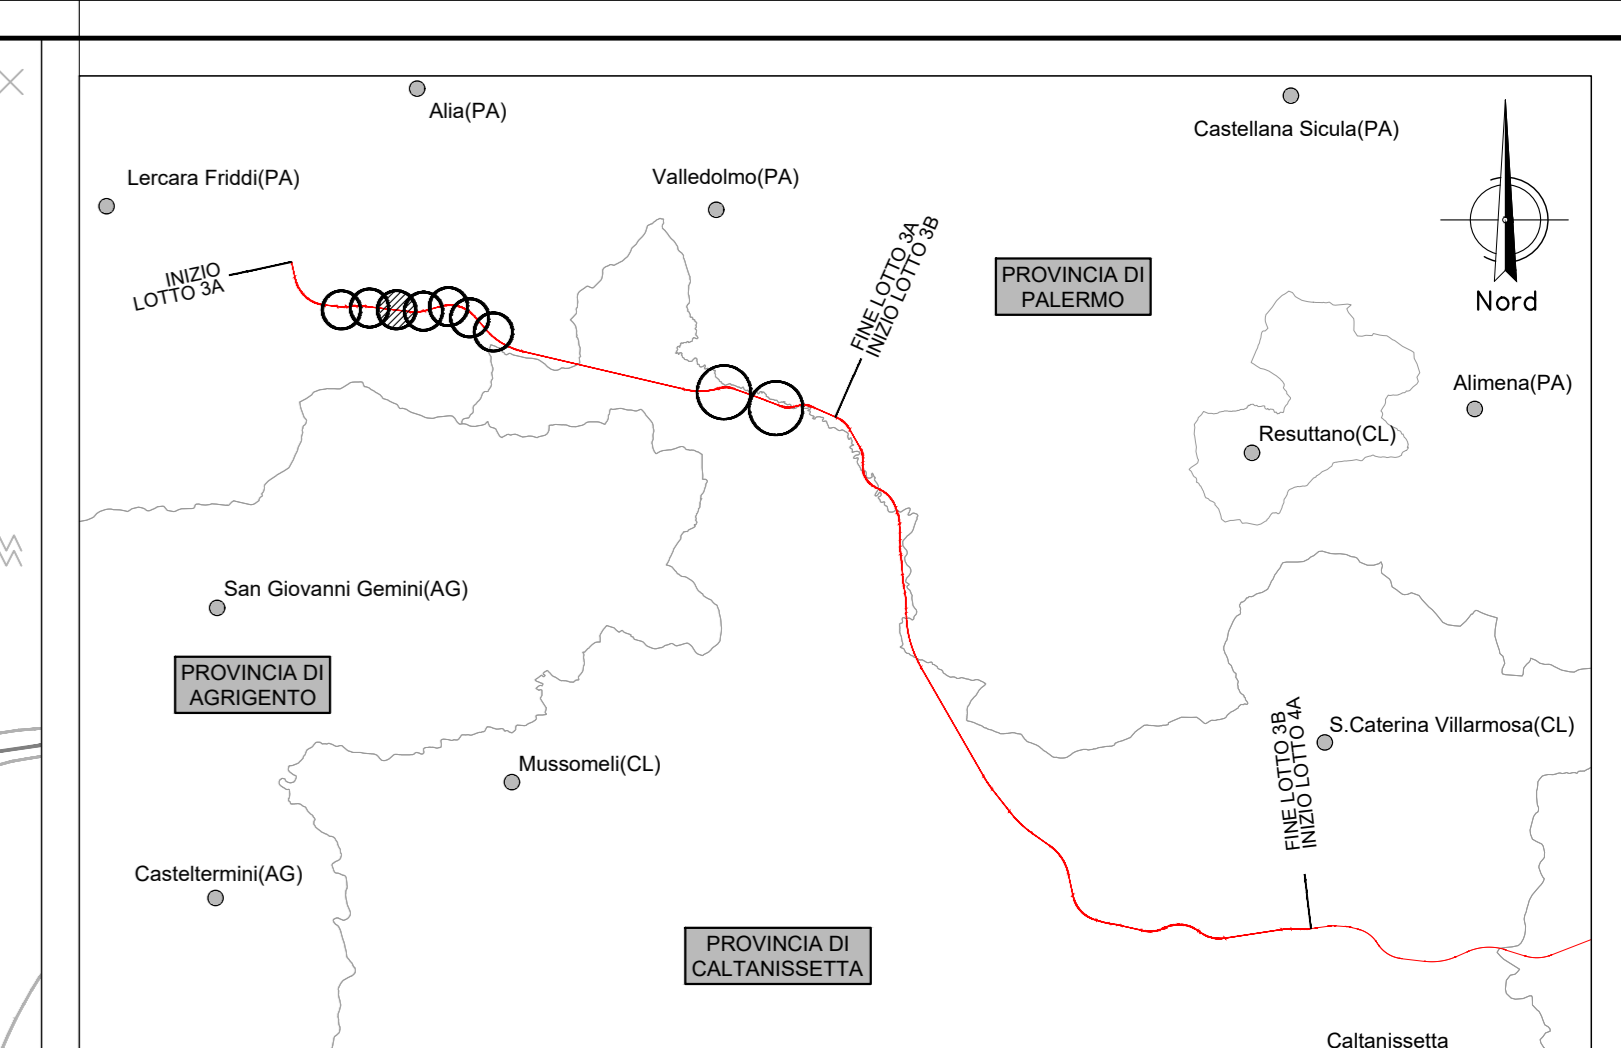 Alia(PA)
Castellana Sicula(PA)
Lercara Friddi(PA)
Valledolmo(PA)
INIZIO
LOTTO 3A
FINE LOTTO 3A
INIZIO LOTTO 3B
PROVINCIA DI
PALERMO
Nord
Alimena(PA)
Resuttano(CL)
San Giovanni Gemini(AG)
PROVINCIA DI
AGRIGENTO
FINE LOTTO 3B
INIZIO LOTTO 4A
S.Caterina Villarmosa(CL)
Mussomeli(CL)
Casteltermini(AG)
PROVINCIA DI
CALTANISSETTA
Caltanissetta